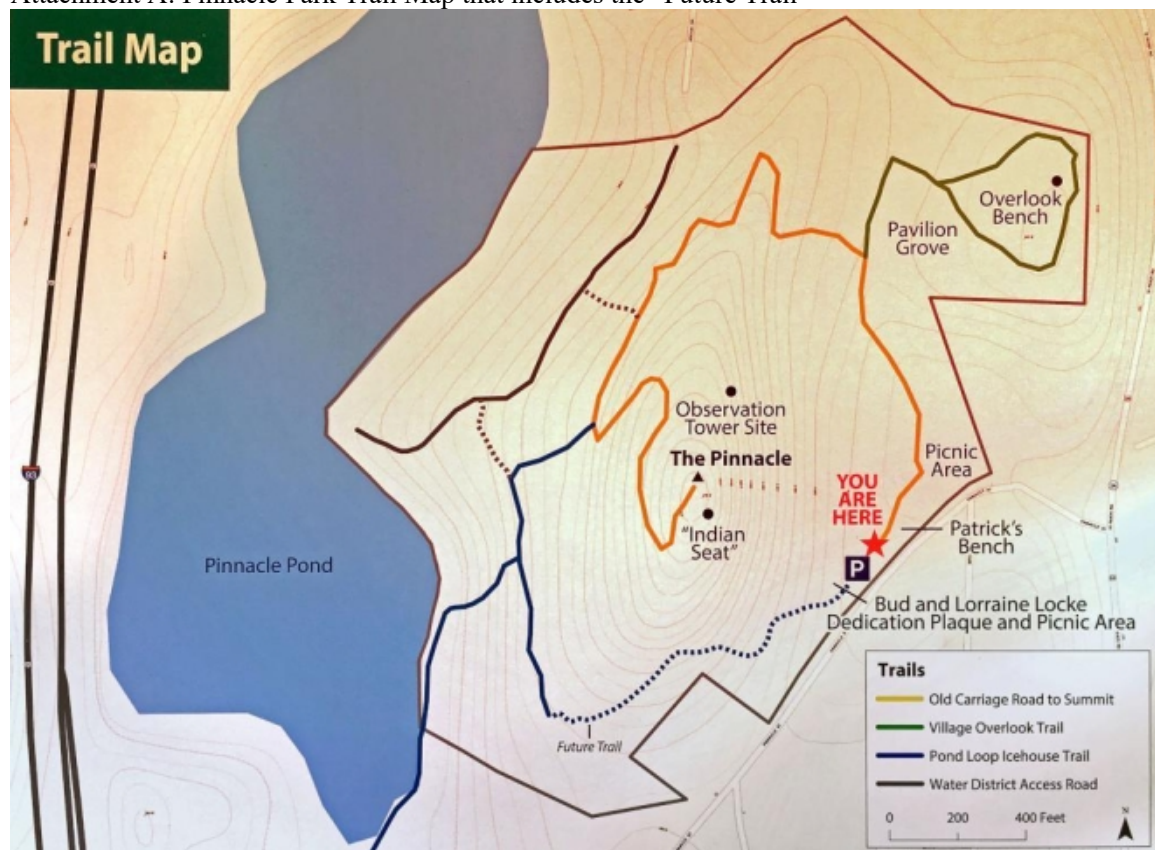 Attachment A: Pinnacle Park Trail Map that includes the "Future Trail"
Trail Map
Overlook
Bench
Pavilion
Grove
Observation
Tower Site
The Pinnacle
"Indian
Seat"
Picnic
Area
YOU
ARE
HERE
Patrick's
Bench
P
Bud and Lorraine Locke
Dedication Plaque and Picnic Area
Pinnacle Pond
93
Future Trail
Trails
Old Carriage Road to Summit
Village Overlook Trail
Pond Loop Icehouse Trail
Water District Access Road
0 200 400 Feet
N